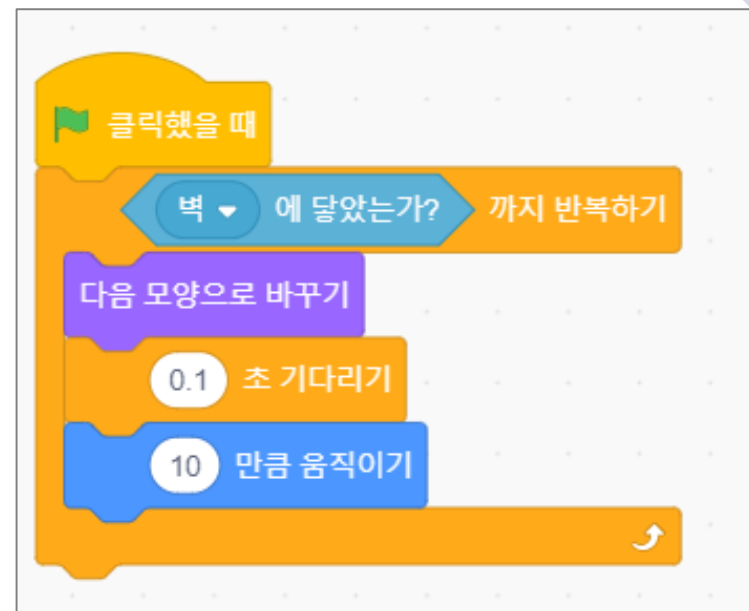 클릭했을 때
벽 에 닿았는가? 까지 반복하기
다음 모양으로 바꾸기
0.1 초 기다리기
10 만큼 움직이기